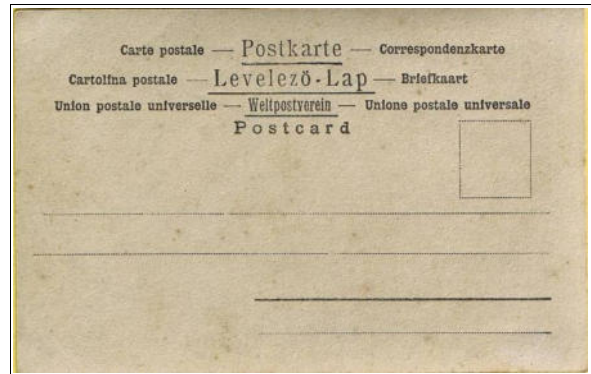 Carte postale — Postkarte — Correspondenzkarte
Cartolina postale — Levelező-Lap — Briefkaart
Union postale universelle — Weltpostverein — Unione postale universale
Postcard